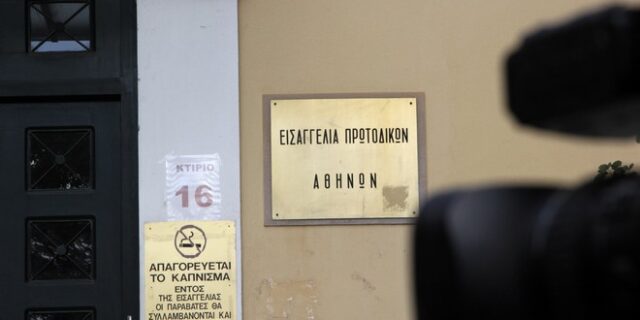 ΕΙΣΑΓΓΕΛΙΑ ΠΡΩΤΟΔΙΚΩΝ
ΑΘΗΝΩΝ
ΚΤΙΡΙΟ
16
ΑΠΑΓΟΡΕΥΕΤΑΙ
ΤΟ ΚΑΠΝΙΣΜΑ
ΕΝΤΟΣ
ΤΗΣ ΕΙΣΑΓΓΕΛΙΑΣ
ΟΙ ΠΑΡΑΒΑΤΕΣ ΘΑ
ΣΥΛΛΑΜΒΑΝΟΝΤΑΙ ΚΑΙ